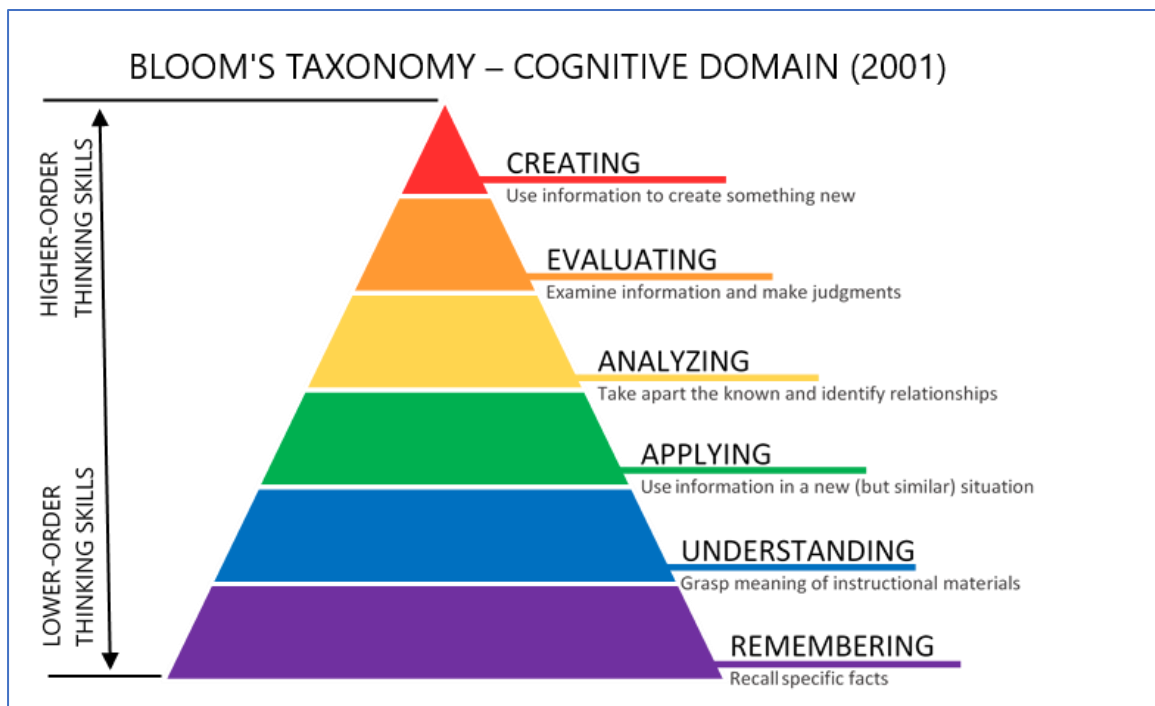 BLOOM'S TAXONOMY – COGNITIVE DOMAIN (2001)
HIGHER-ORDER
THINKING SKILLS
LOWER-ORDER
THINKING SKILLS
CREATING
Use information to create something new
EVALUATING
Examine information and make judgments
ANALYZING
Take apart the known and identify relationships
APPLYING
Use information in a new (but similar) situation
UNDERSTANDING
Grasp meaning of instructional materials
REMEMBERING
Recall specific facts